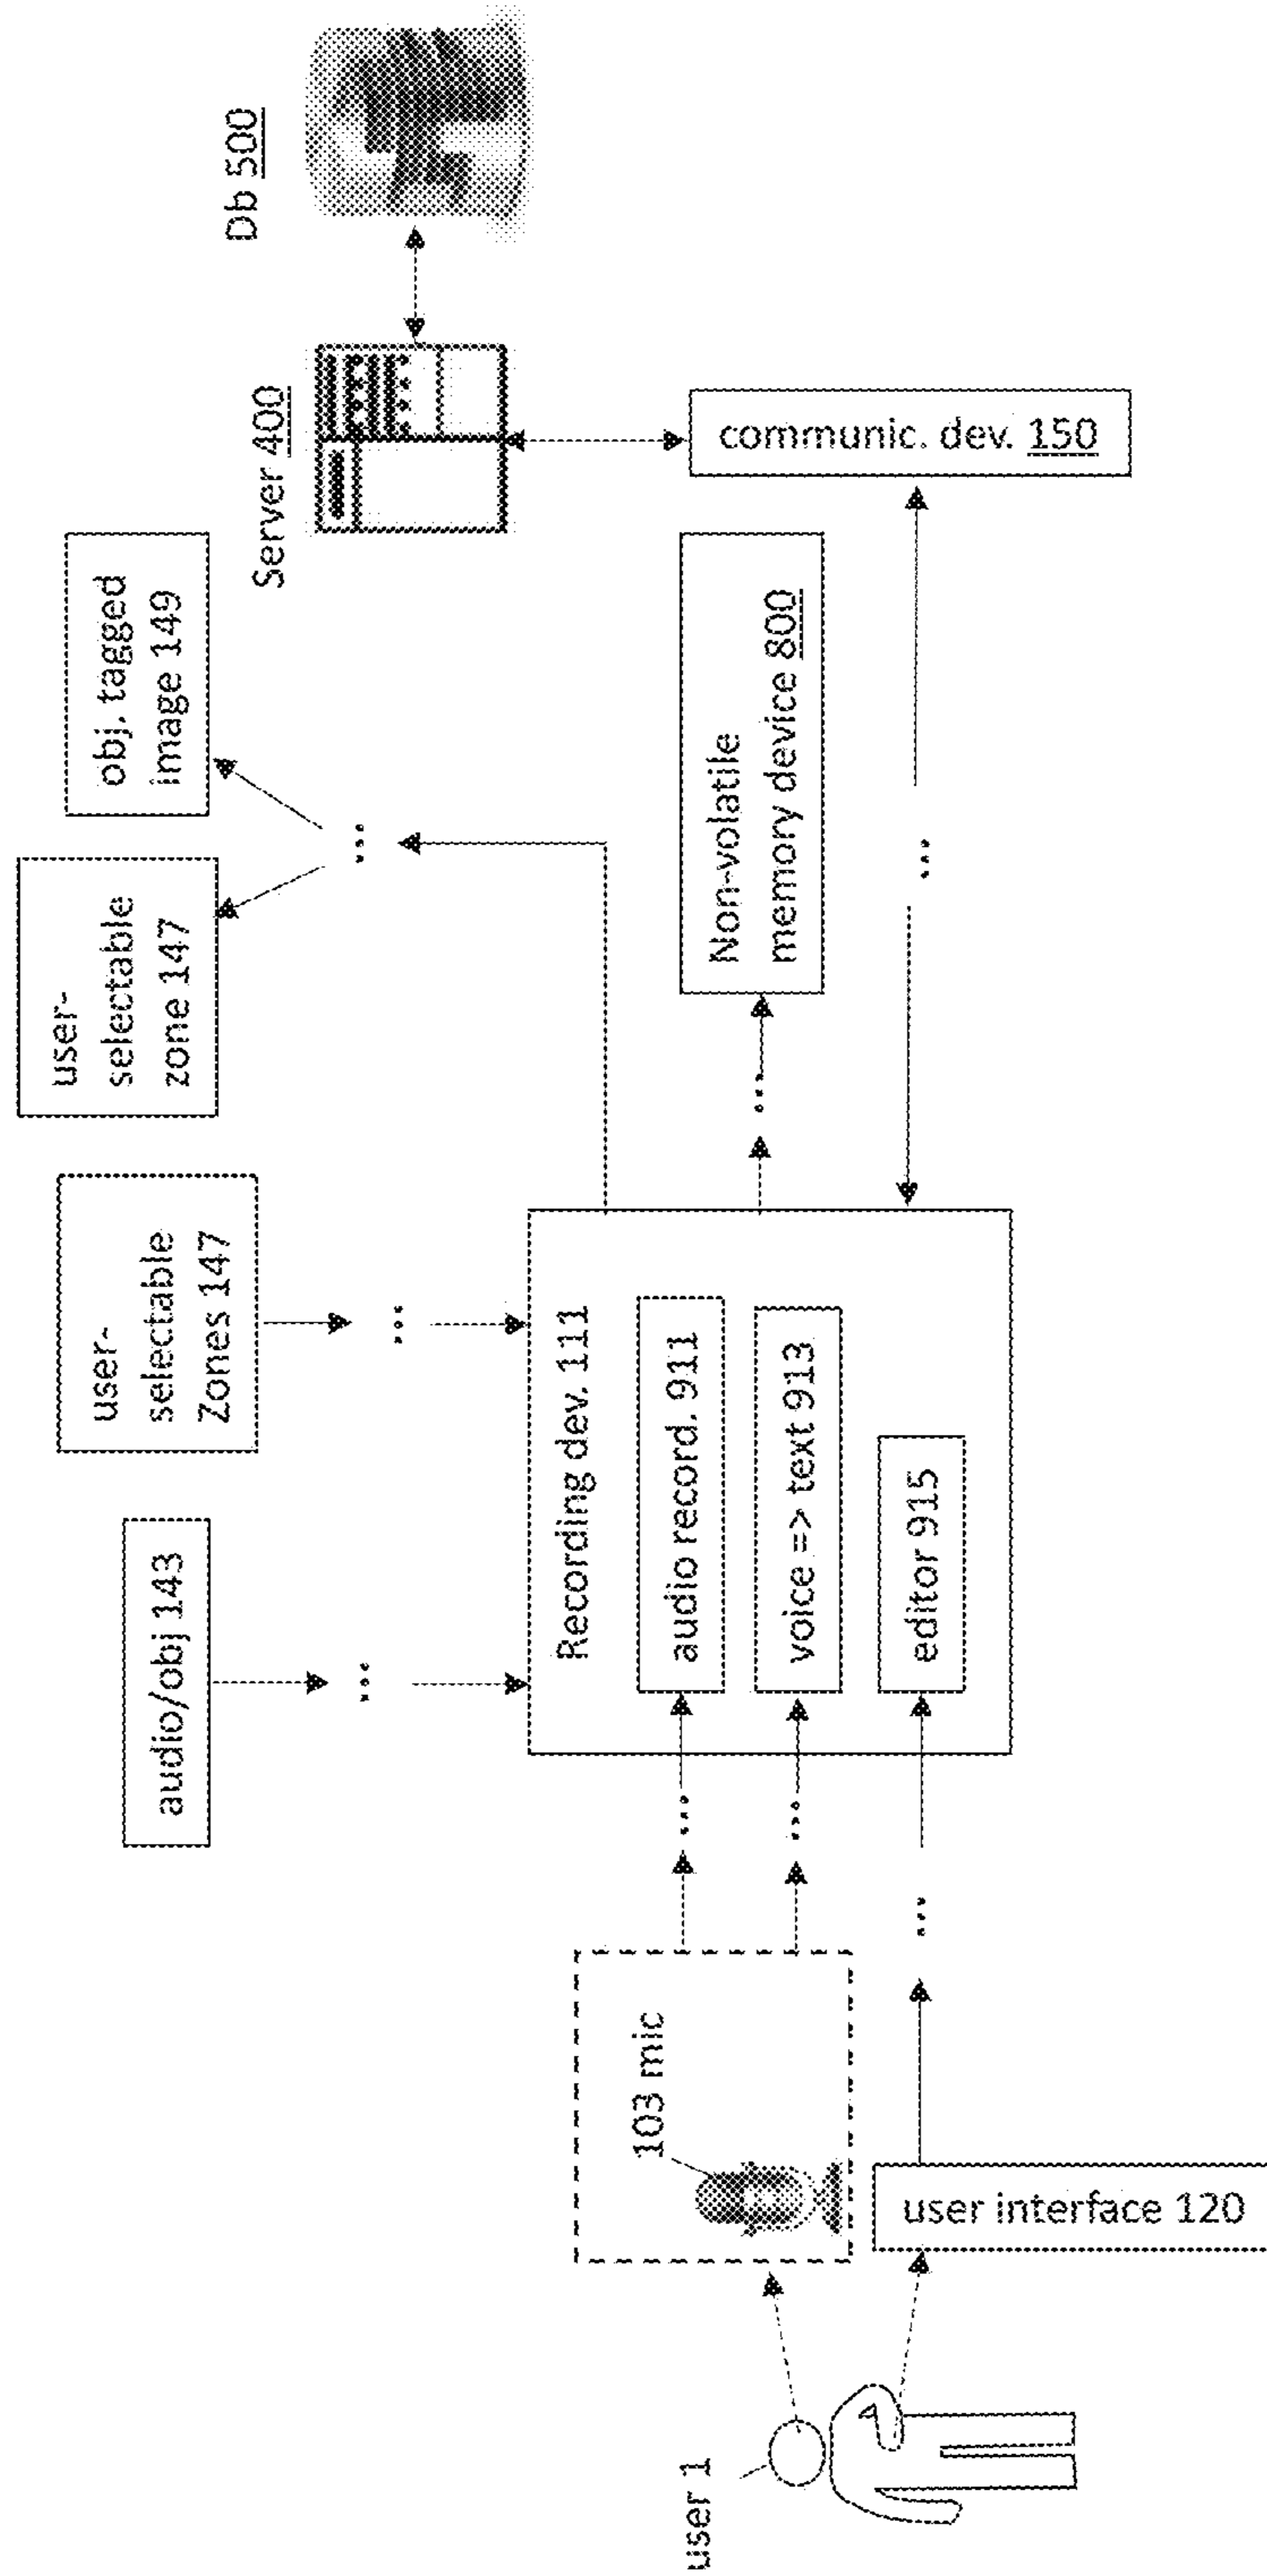 audio/obj 143
user-
selectable
Zones 147
user-
selectable
zone 147
obj. tagged
image 149
Server 400
Db 500
Recording dev. 111
audio record. 911
voice => text 913
editor 915
Non-volatile
memory device 800
communic. dev. 150
103 mic
user interface 120
user 1